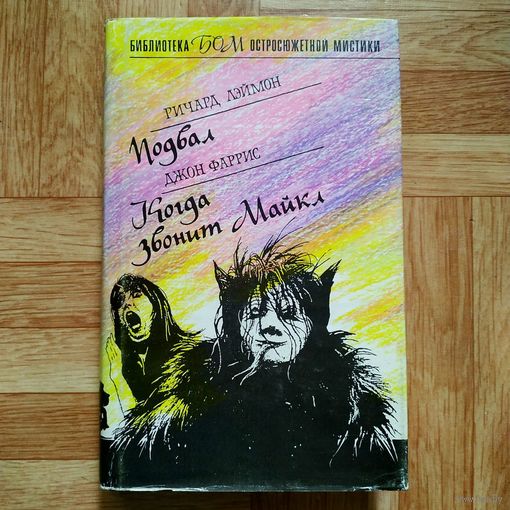 БИБЛИОТЕКА БОМ ОСТРОСЮЖЕТНОЙ МИСТИКИ
РИЧАРД ЛЭЙМОН
Подвал
ДЖОН ФАРРИС
Когда
звонит Майкл